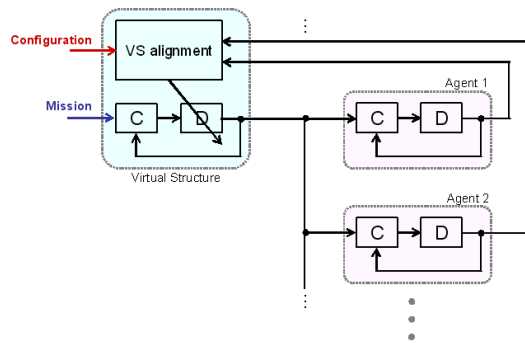 Configuration
VS alignment
Mission
C
D
Virtual Structure
Agent 1
C
D
Agent 2
C
D